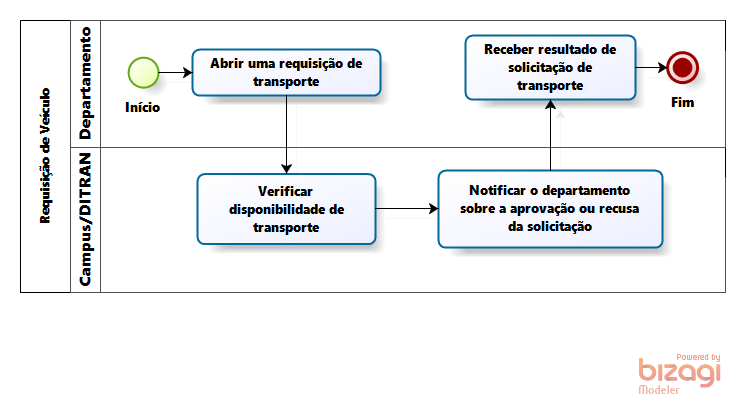 Requisição de Veículo
Departamento
Início
Abrir uma requisição de
transporte
Receber resultado de
solicitação de
transporte
Fim
Campus/DITRAN
Verificar
disponibilidade de
transporte
Notificar o departamento
sobre a aprovação ou recusa
da solicitação
Powered by
bizagi
Modeler